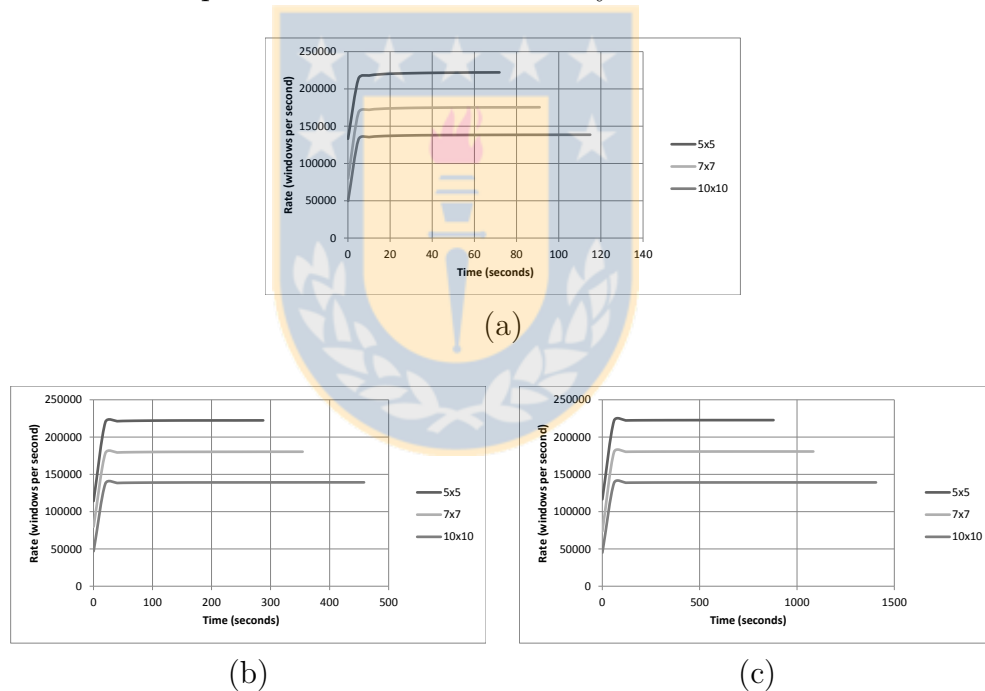 250000
200000
150000
100000
50000
0
Rate (windows per second)
0 20 40 60 80 100 120 140
Time (seconds)
5x5
7x7
10x10
(a)
250000
200000
150000
100000
50000
0
Rate (windows per second)
0 100 200 300 400 500
Time (seconds)
5x5
7x7
10x10
(b)
250000
200000
150000
100000
50000
0
Rate (windows per second)
0 500 1000 1500
Time (seconds)
5x5
7x7
10x10
(c)